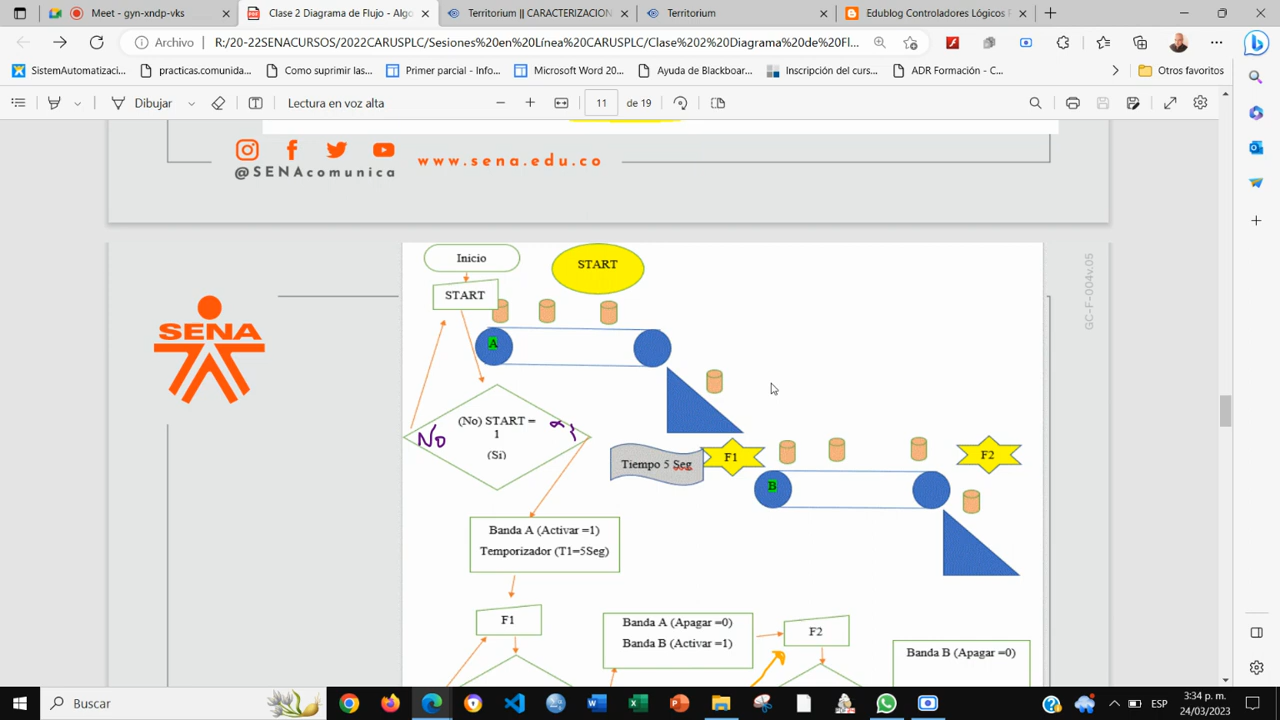 Meet - gyn-xndp-vks
Clase 2 Diagrama de Flujo - Algo
Territorium || CARACTERIZACION
Territorium
Edublog Controladores Lógicos P
Archivo
R:/20-22SENACURSOS/2022CARUSPLC/Sesiones%20en%20Línea%20CARUSPLC/Clase%202%20Diagrama%20de%20Fl...
SistemAutomatizaci...
practicas.comunida...
Como suprimir las...
Primer parcial - Info...
Microsoft Word 20...
Ayuda de Blackboar...
Inscripción del curs...
ADR Formación - C...
Otros favoritos
Dibujar
Lectura en voz alta
11
de 19
@SENAcomunica
www.sena.edu.co
GC-F-004v.05
SENA
Inicio
START
START
A
(No) START =
1
(Si)
No
Tiempo 5 Seg
F1
F2
B
Banda A (Activar =1)
Temporizador (T1=5Seg)
F1
Banda A (Apagar =0)
Banda B (Activar =1)
F2
Banda B (Apagar =0)
Buscar
ESP
3:34 p. m.
24/03/2023